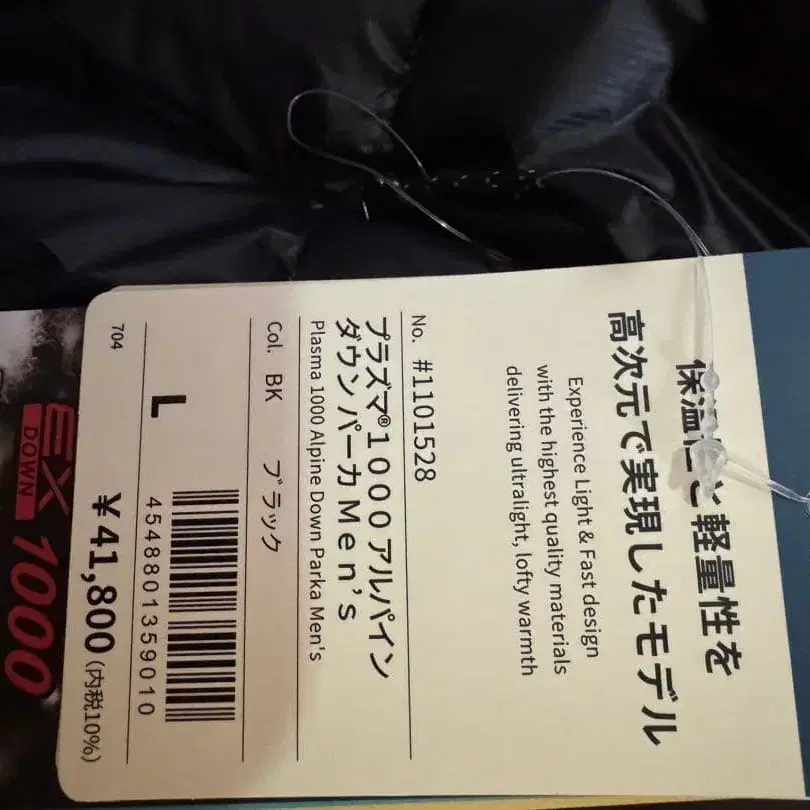 保温性と軽量性を
高次元で実現したモデル
Experience Light & Fast design
with the highest quality materials
delivering ultralight, lofty warmth
No. #1101528
プラズマ®1000アルパイン
ダウンパーカ Men's
Plasma 1000 Alpine Down Parka Men's
Col. BK ブラック
L
4548801359010
704
¥41,800(内税10%)
EX 1000
DOWN